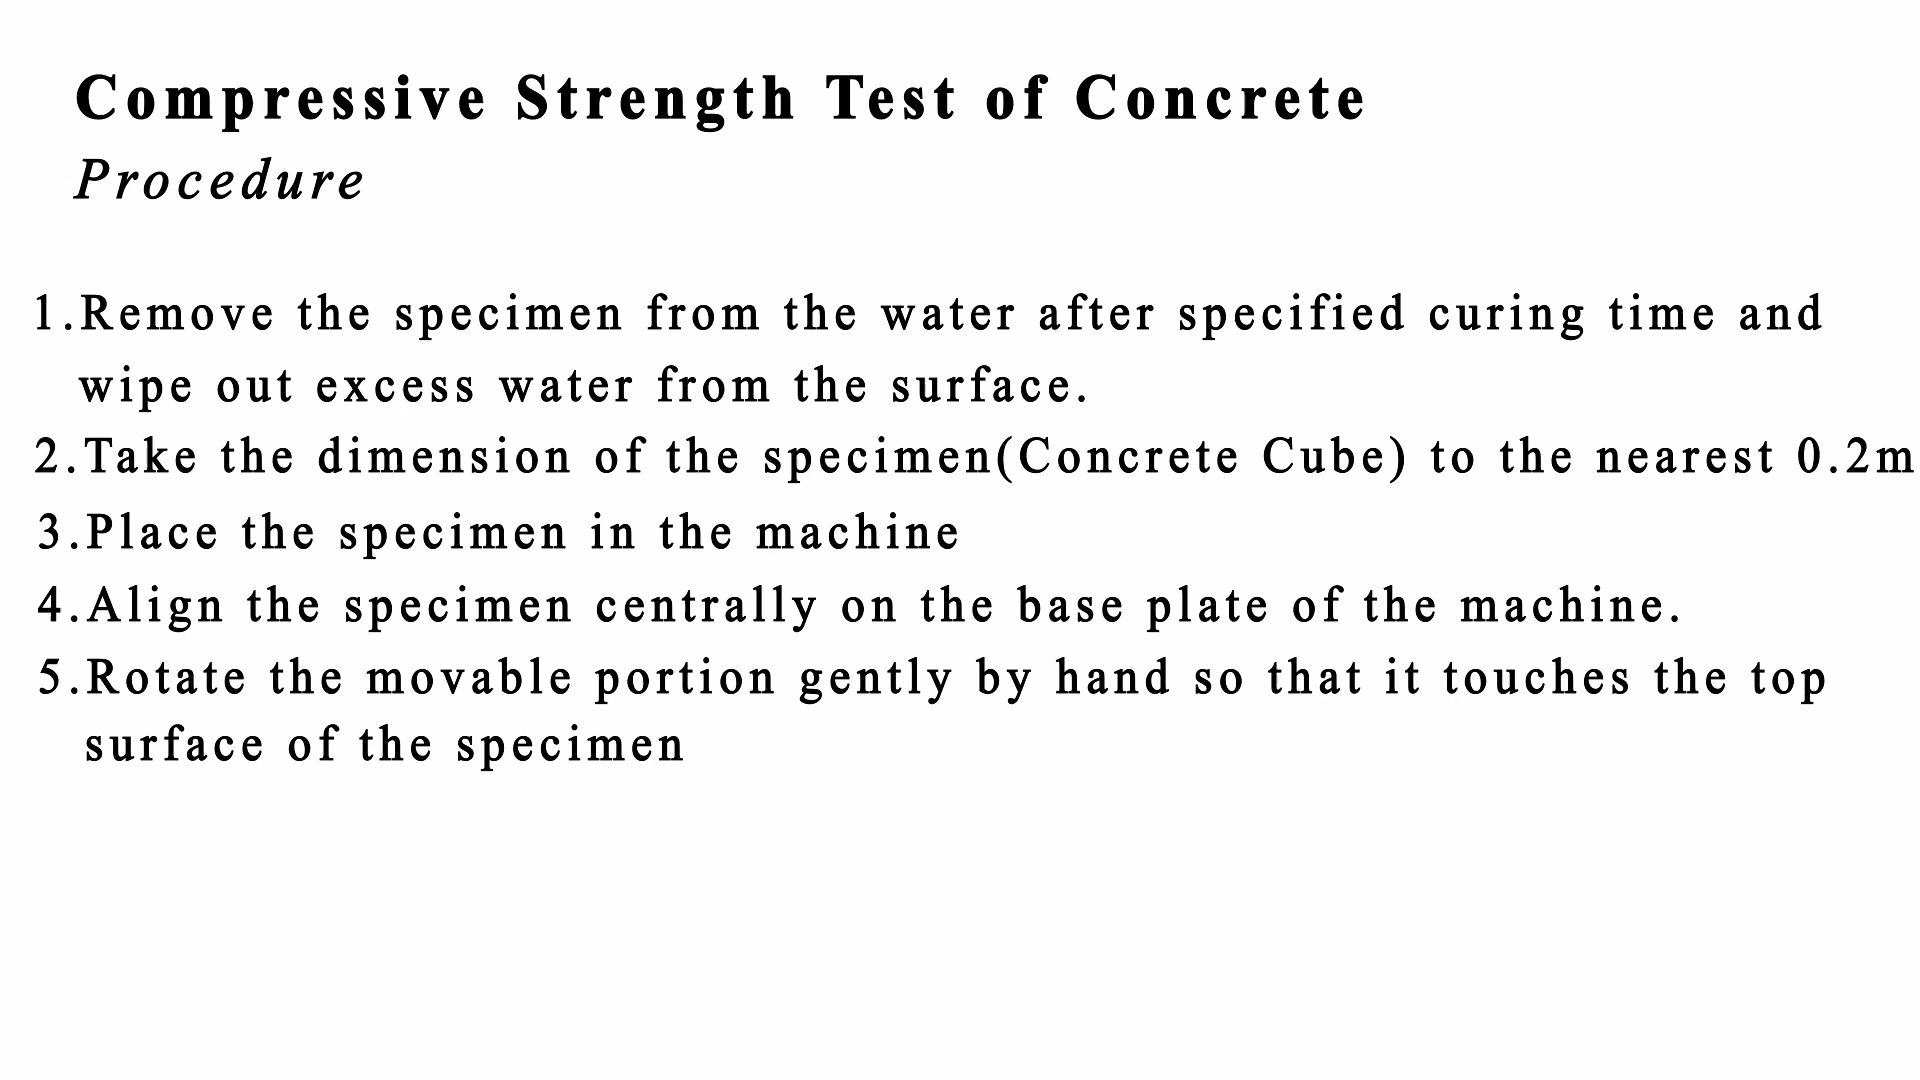 Compressive Strength Test of Concrete
Procedure
1.Remove the specimen from the water after specified curing time and
wipe out excess water from the surface.
2.Take the dimension of the specimen(Concrete Cube) to the nearest 0.2m
3.Place the specimen in the machine
4.Align the specimen centrally on the base plate of the machine.
5.Rotate the movable portion gently by hand so that it touches the top
surface of the specimen